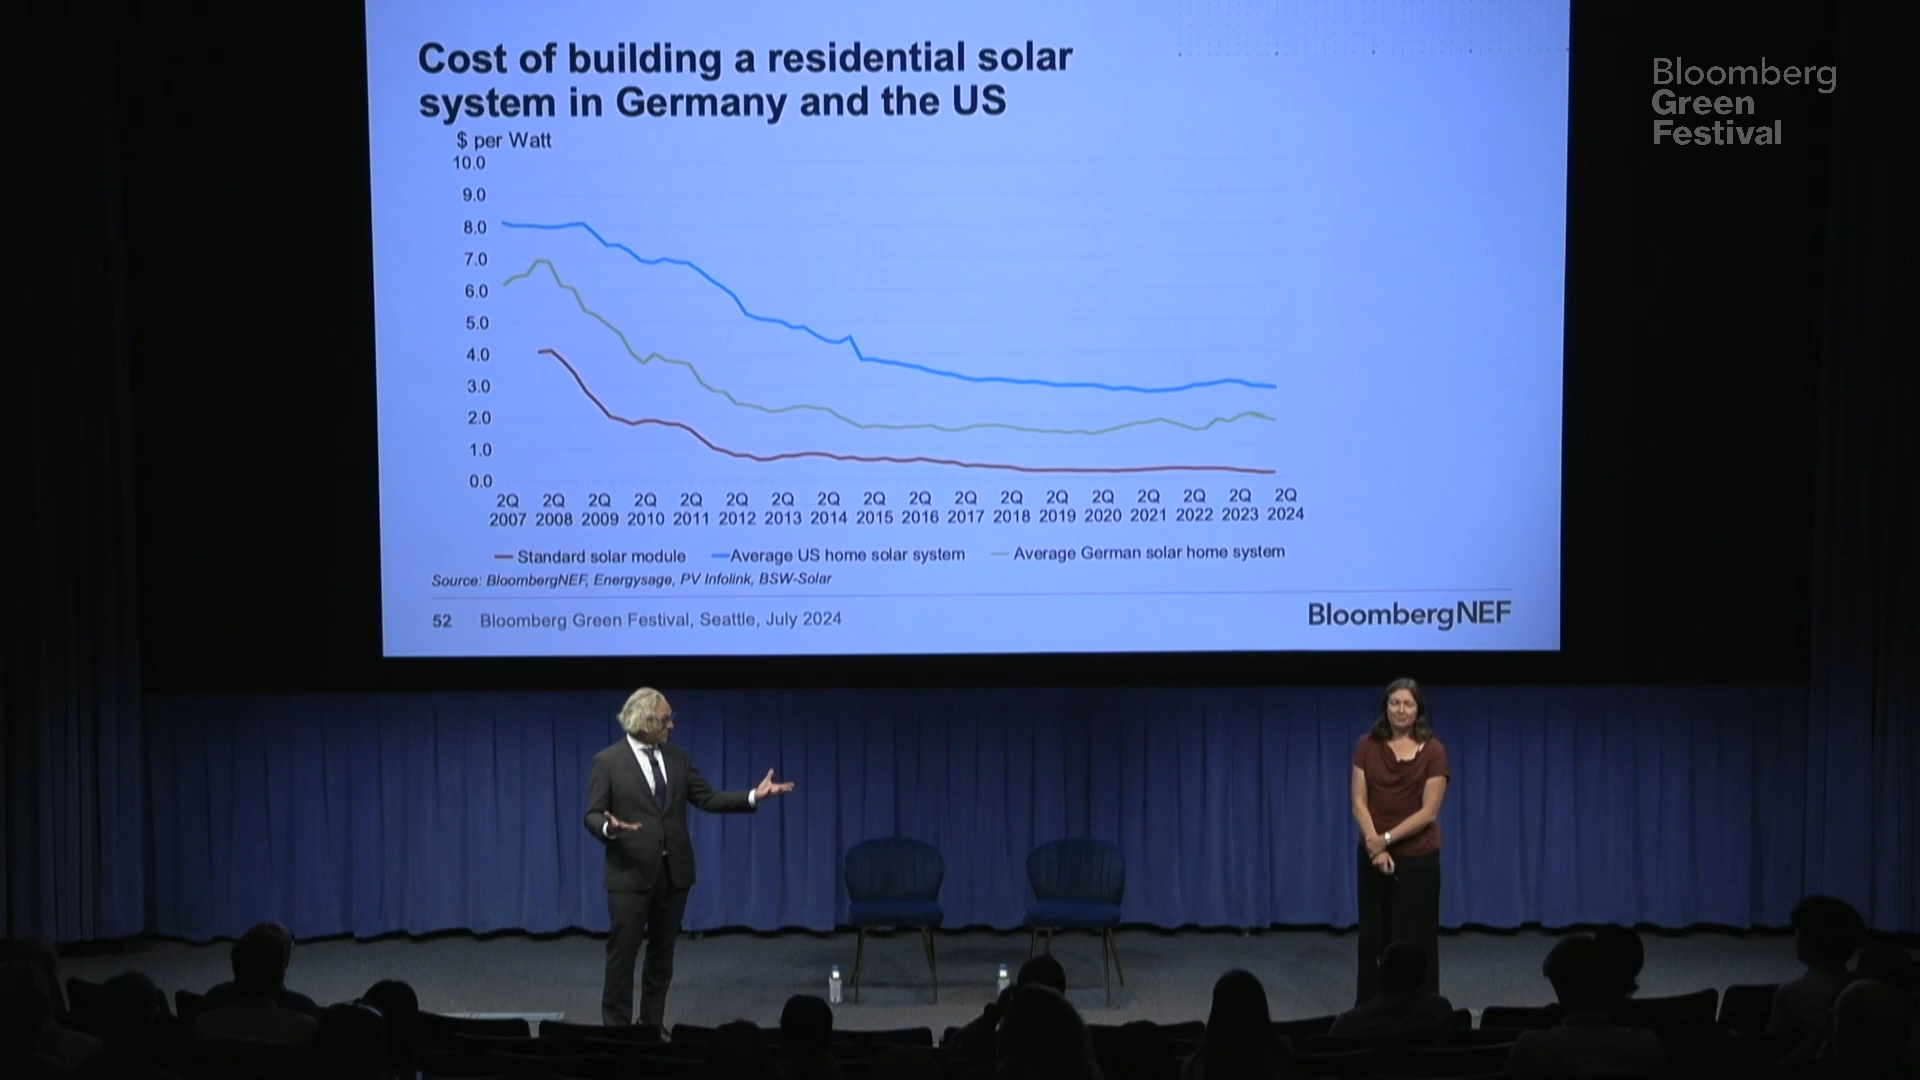 Cost of building a residential solar
system in Germany and the US
$ per Watt
10.0
9.0
8.0
7.0
6.0
5.0
4.0
3.0
2.0
1.0
0.0
2Q 2Q 2Q 2Q 2Q 2Q 2Q 2Q 2Q 2Q 2Q 2Q 2Q 2Q 2Q 2Q 2Q 2Q
2007 2008 2009 2010 2011 2012 2013 2014 2015 2016 2017 2018 2019 2020 2021 2022 2023 2024
Standard solar module Average US home solar system Average German solar home system
Source: BloombergNEF, Energysage, PV Infolink, BSW-Solar
52 Bloomberg Green Festival, Seattle, July 2024
BloombergNEF
Bloomberg
Green
Festival